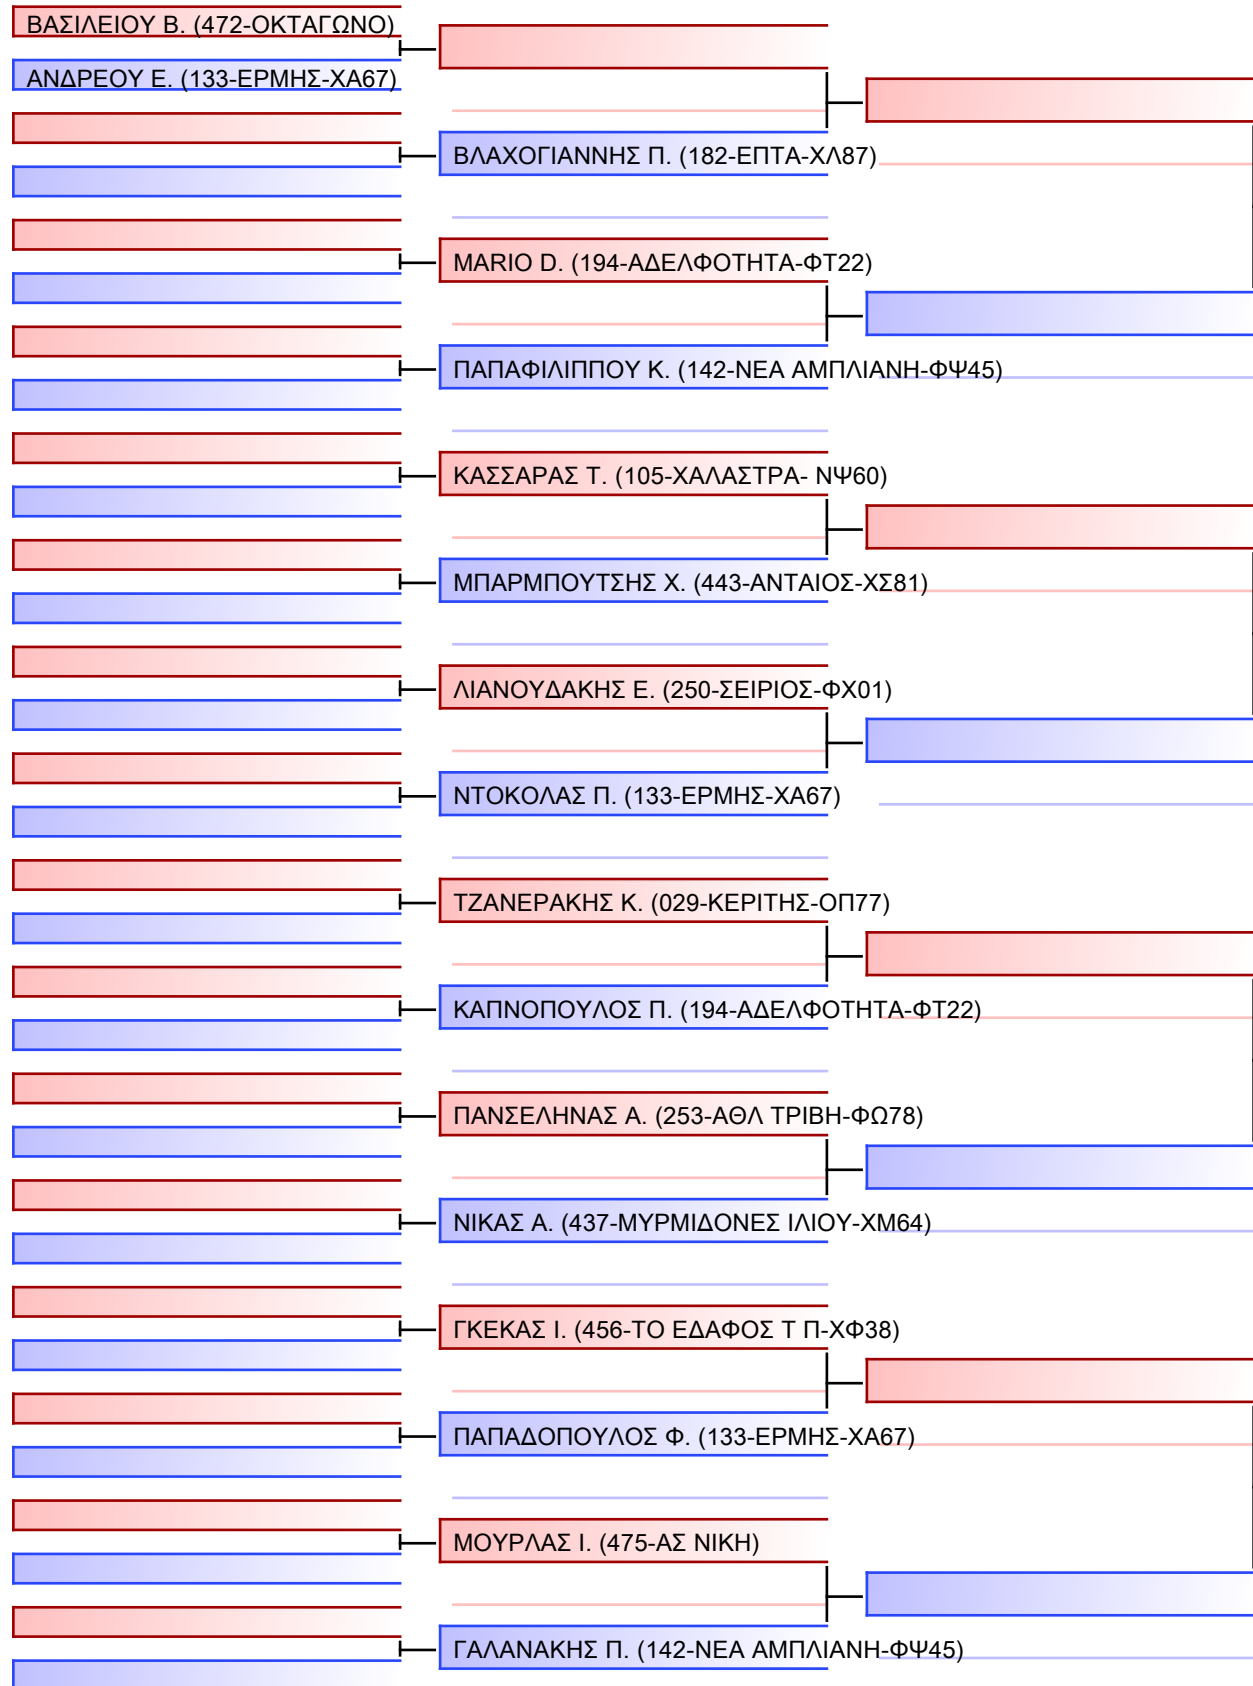 ΒΑΣΙΛΕΙΟΥ Β. (472-ΟΚΤΑΓΩΝΟ)
ΑΝΔΡΕΟΥ Ε. (133-ΕΡΜΗΣ-ΧΑ67)
ΒΛΑΧΟΓΙΑΝΝΗΣ Π. (182-ΕΠΤΑ-ΧΛ87)
MARIO D. (194-ΑΔΕΛΦΟΤΗΤΑ-ΦΤ22)
ΠΑΠΑΦΙΛΙΠΠΟΥ Κ. (142-ΝΕΑ ΑΜΠΛΙΑΝΗ-ΦΨ45)
ΚΑΣΣΑΡΑΣ Τ. (105-ΧΑΛΑΣΤΡΑ- ΝΨ60)
ΜΠΑΡΜΠΟΥΤΣΗΣ Χ. (443-ΑΝΤΑΙΟΣ-ΧΣ81)
ΛΙΑΝΟΥΔΑΚΗΣ Ε. (250-ΣΕΙΡΙΟΣ-ΦΧ01)
ΝΤΟΚΟΛΑΣ Π. (133-ΕΡΜΗΣ-ΧΑ67)
ΤΖΑΝΕΡΑΚΗΣ Κ. (029-ΚΕΡΙΤΗΣ-ΟΠ77)
ΚΑΠΝΟΠΟΥΛΟΣ Π. (194-ΑΔΕΛΦΟΤΗΤΑ-ΦΤ22)
ΠΑΝΣΕΛΗΝΑΣ Α. (253-ΑΘΛ ΤΡΙΒΗ-ΦΩ78)
ΝΙΚΑΣ Α. (437-ΜΥΡΜΙΔΟΝΕΣ ΙΛΙΟΥ-ΧΜ64)
ΓΚΕΚΑΣ Ι. (456-ΤΟ ΕΔΑΦΟΣ Τ Π-ΧΦ38)
ΠΑΠΑΔΟΠΟΥΛΟΣ Φ. (133-ΕΡΜΗΣ-ΧΑ67)
ΜΟΥΡΛΑΣ Ι. (475-ΑΣ ΝΙΚΗ)
ΓΑΛΑΝΑΚΗΣ Π. (142-ΝΕΑ ΑΜΠΛΙΑΝΗ-ΦΨ45)